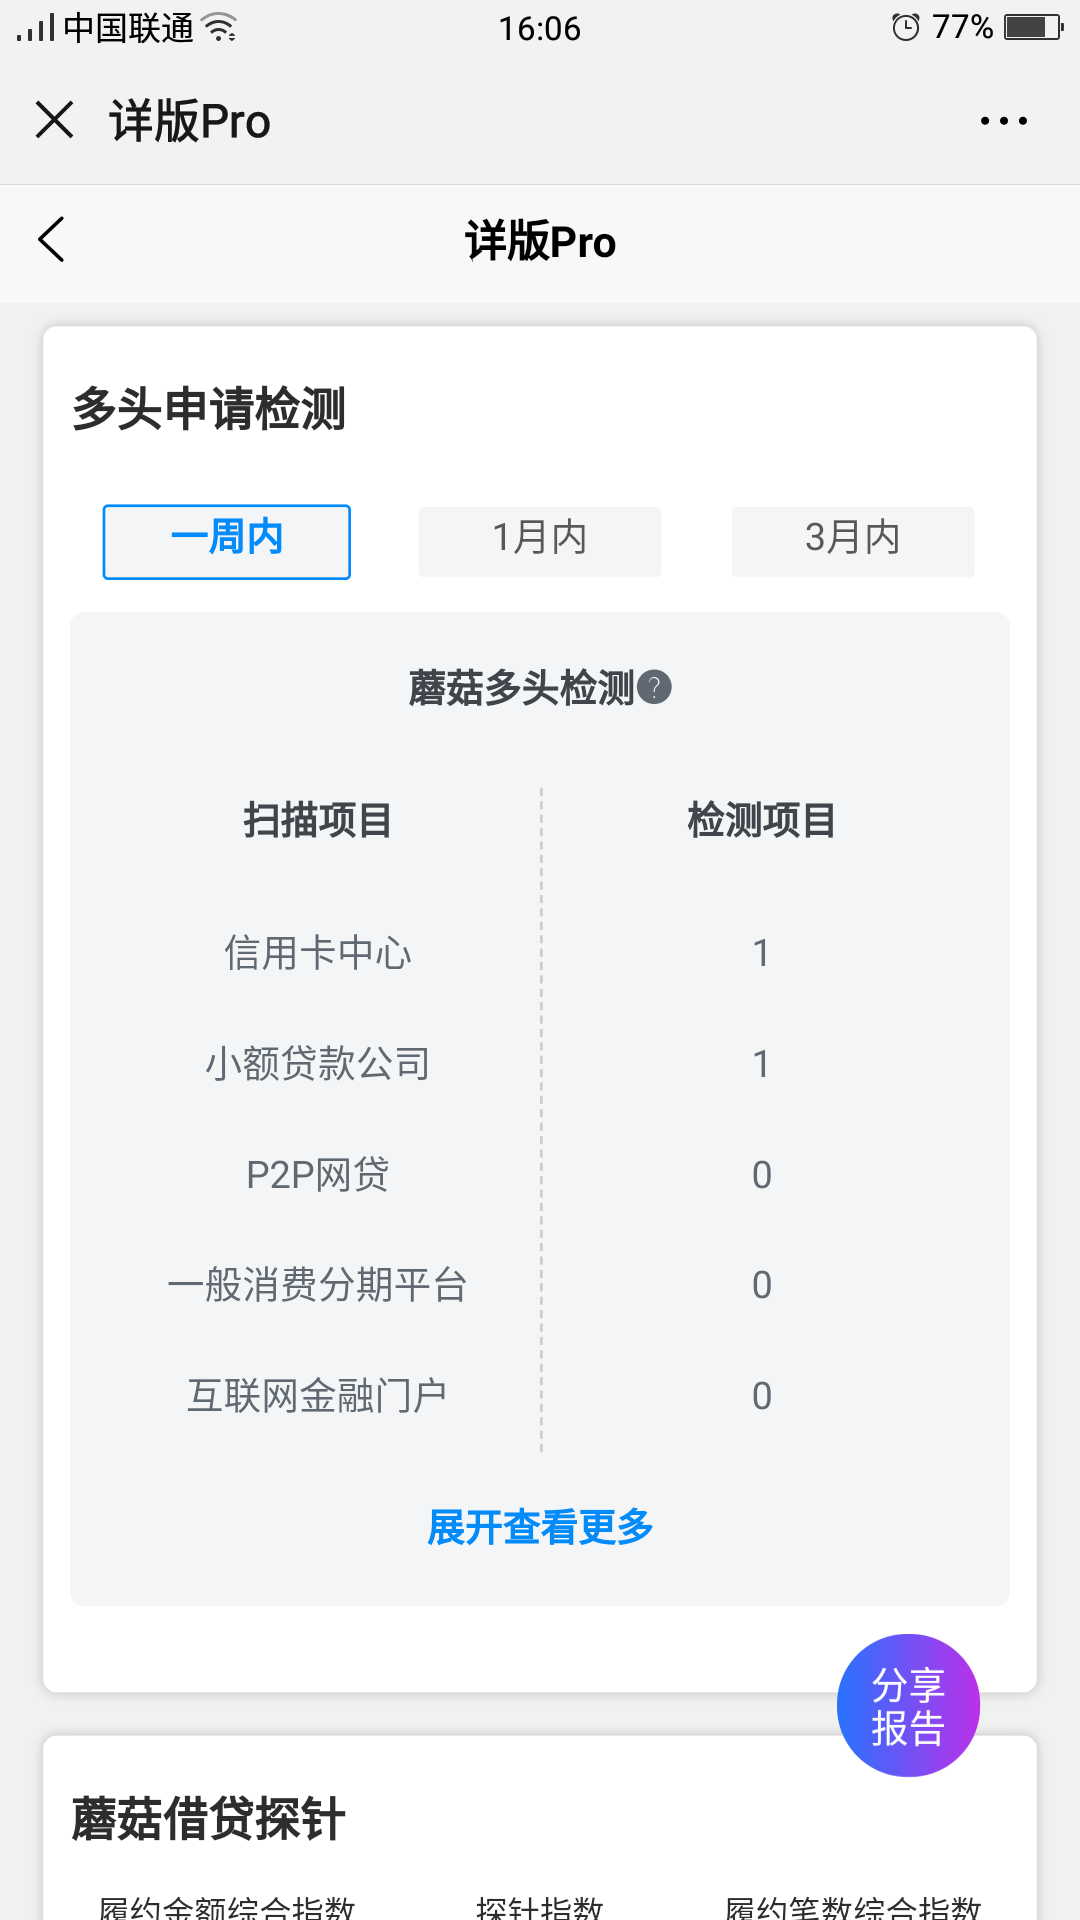 中国联通 16:06 77%
详版Pro
详版Pro
多头申请检测
一周内 1月内 3月内
蘑菇多头检测?
扫描项目 检测项目
信用卡中心 1
小额贷款公司 1
P2P网贷 0
一般消费分期平台 0
互联网金融门户 0
展开查看更多
分享
报告
蘑菇借贷探针
履约金额综合指数 探针指数 履约笔数综合指数